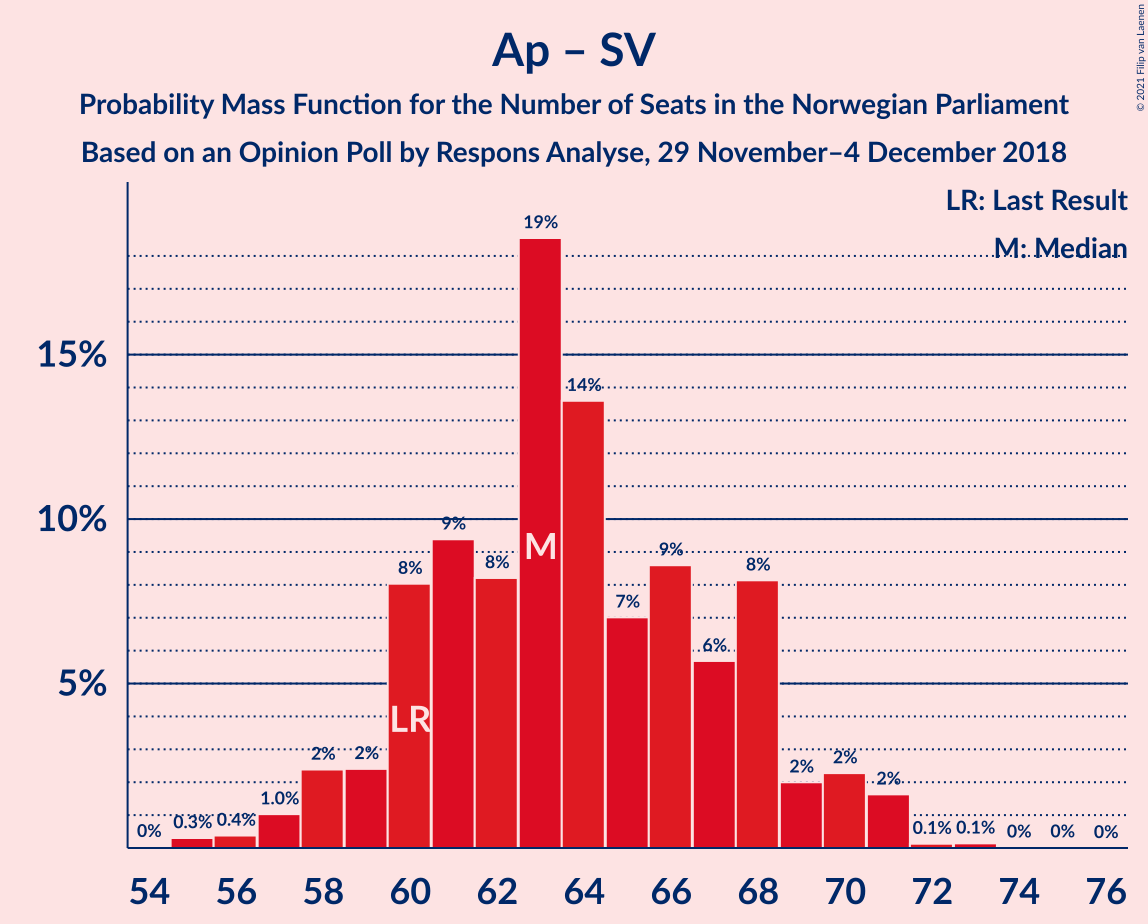 © 2021 Filip van Laenen
Ap – SV
Probability Mass Function for the Number of Seats in the Norwegian Parliament
Based on an Opinion Poll by Respons Analyse, 29 November–4 December 2018
LR: Last Result
M: Median
15%
10%
5%
0%
0.3%
0.4%
1.0%
2%
2%
8%
9%
8%
19%
14%
7%
9%
6%
8%
2%
2%
2%
0.1%
0.1%
0%
0%
0%
LR
M
54 56 58 60 62 64 66 68 70 72 74 76